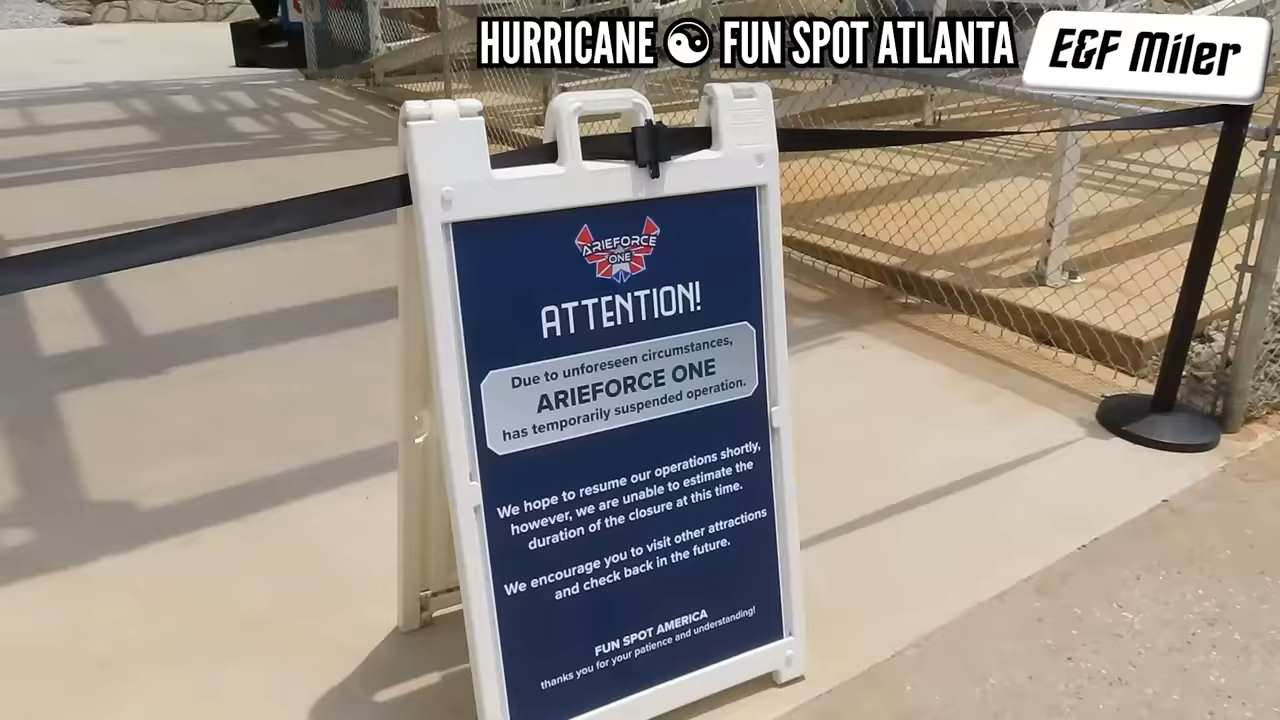 HURRICANE FUN SPOT ATLANTA
E&F Miler
ARIEFORCE
ONE
ATTENTION!
Due to unforeseen circumstances,
ARIEFORCE ONE
has temporarily suspended operation.
We hope to resume our operations shortly,
however, we are unable to estimate the
duration of the closure at this time.
We encourage you to visit other attractions
and check back in the future.
FUN SPOT AMERICA
thanks you for your patience and understanding!